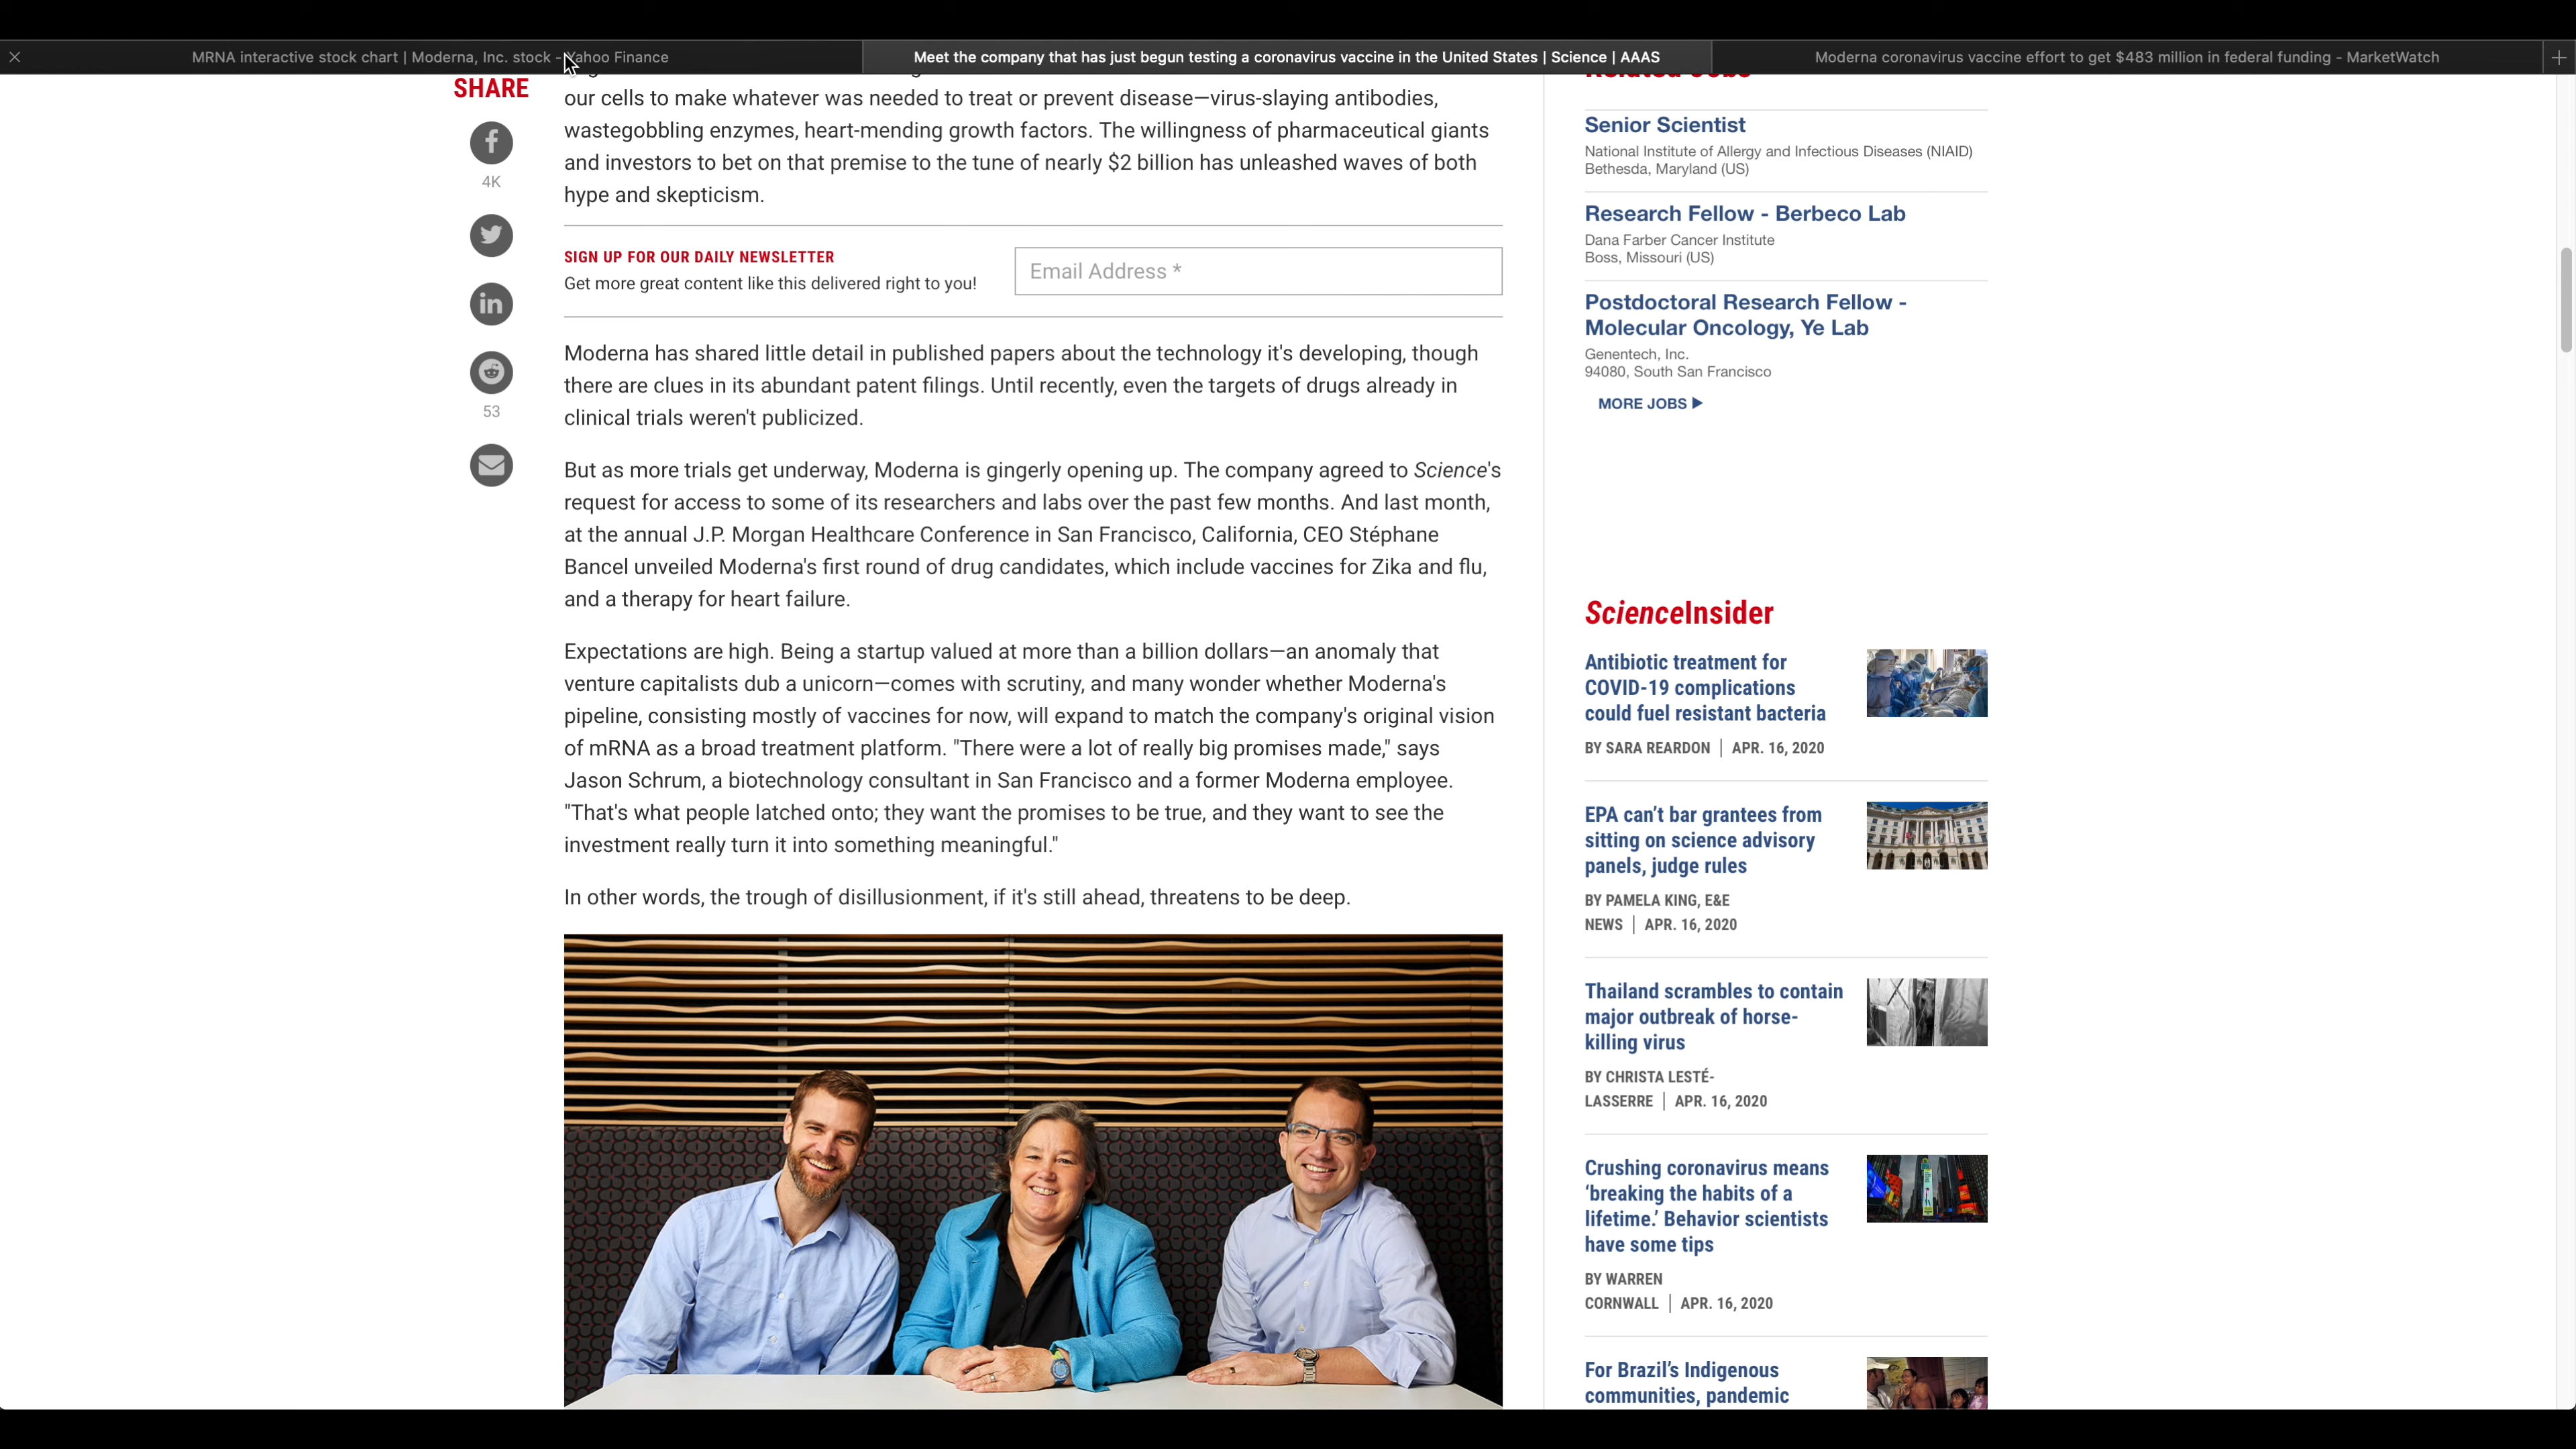 MRNA interactive stock chart | Moderna, Inc. stock - Yahoo Finance
Meet the company that has just begun testing a coronavirus vaccine in the United States | Science | AAAS
Moderna coronavirus vaccine effort to get $483 million in federal funding - MarketWatch
SHARE
4K
53
our cells to make whatever was needed to treat or prevent disease—virus-slaying antibodies,
wastegobbling enzymes, heart-mending growth factors. The willingness of pharmaceutical giants
and investors to bet on that premise to the tune of nearly $2 billion has unleashed waves of both
hype and skepticism.
SIGN UP FOR OUR DAILY NEWSLETTER
Get more great content like this delivered right to you!
Email Address *
Moderna has shared little detail in published papers about the technology it's developing, though
there are clues in its abundant patent filings. Until recently, even the targets of drugs already in
clinical trials weren't publicized.
But as more trials get underway, Moderna is gingerly opening up. The company agreed to Science's
request for access to some of its researchers and labs over the past few months. And last month,
at the annual J.P. Morgan Healthcare Conference in San Francisco, California, CEO Stéphane
Bancel unveiled Moderna's first round of drug candidates, which include vaccines for Zika and flu,
and a therapy for heart failure.
Expectations are high. Being a startup valued at more than a billion dollars—an anomaly that
venture capitalists dub a unicorn—comes with scrutiny, and many wonder whether Moderna's
pipeline, consisting mostly of vaccines for now, will expand to match the company's original vision
of mRNA as a broad treatment platform. "There were a lot of really big promises made," says
Jason Schrum, a biotechnology consultant in San Francisco and a former Moderna employee.
"That's what people latched onto; they want the promises to be true, and they want to see the
investment really turn it into something meaningful."
In other words, the trough of disillusionment, if it's still ahead, threatens to be deep.
Related Jobs
Senior Scientist
National Institute of Allergy and Infectious Diseases (NIAID)
Bethesda, Maryland (US)
Research Fellow - Berbeco Lab
Dana Farber Cancer Institute
Boss, Missouri (US)
Postdoctoral Research Fellow -
Molecular Oncology, Ye Lab
Genentech, Inc.
94080, South San Francisco
MORE JOBS ▶
ScienceInsider
Antibiotic treatment for
COVID-19 complications
could fuel resistant bacteria
BY SARA REARDON | APR. 16, 2020
EPA can’t bar grantees from
sitting on science advisory
panels, judge rules
BY PAMELA KING, E&E
NEWS | APR. 16, 2020
Thailand scrambles to contain
major outbreak of horse-
killing virus
BY CHRISTA LESTÉ-
LASSERRE | APR. 16, 2020
Crushing coronavirus means
‘breaking the habits of a
lifetime.’ Behavior scientists
have some tips
BY WARREN
CORNWALL | APR. 16, 2020
For Brazil’s Indigenous
communities, pandemic